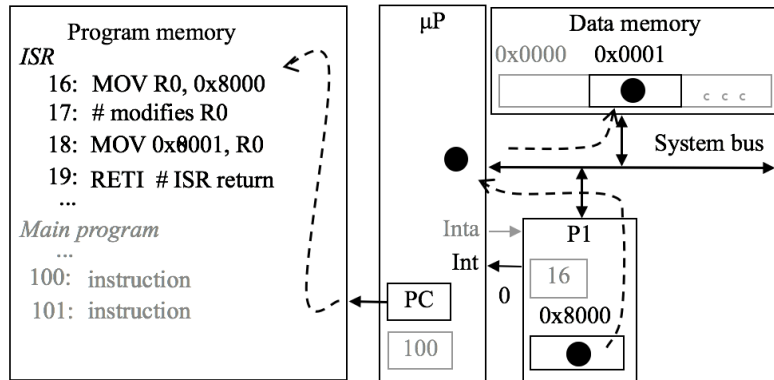 Program memory
ISR
16: MOV R0, 0x8000
17: # modifies R0
18: MOV 0x0001, R0
19: RETI # ISR return
...
Main program
...
100: instruction
101: instruction
μP
Inta
Int
PC
100
Data memory
0x0000 0x0001
c c c
System bus
P1
16
0
0x8000